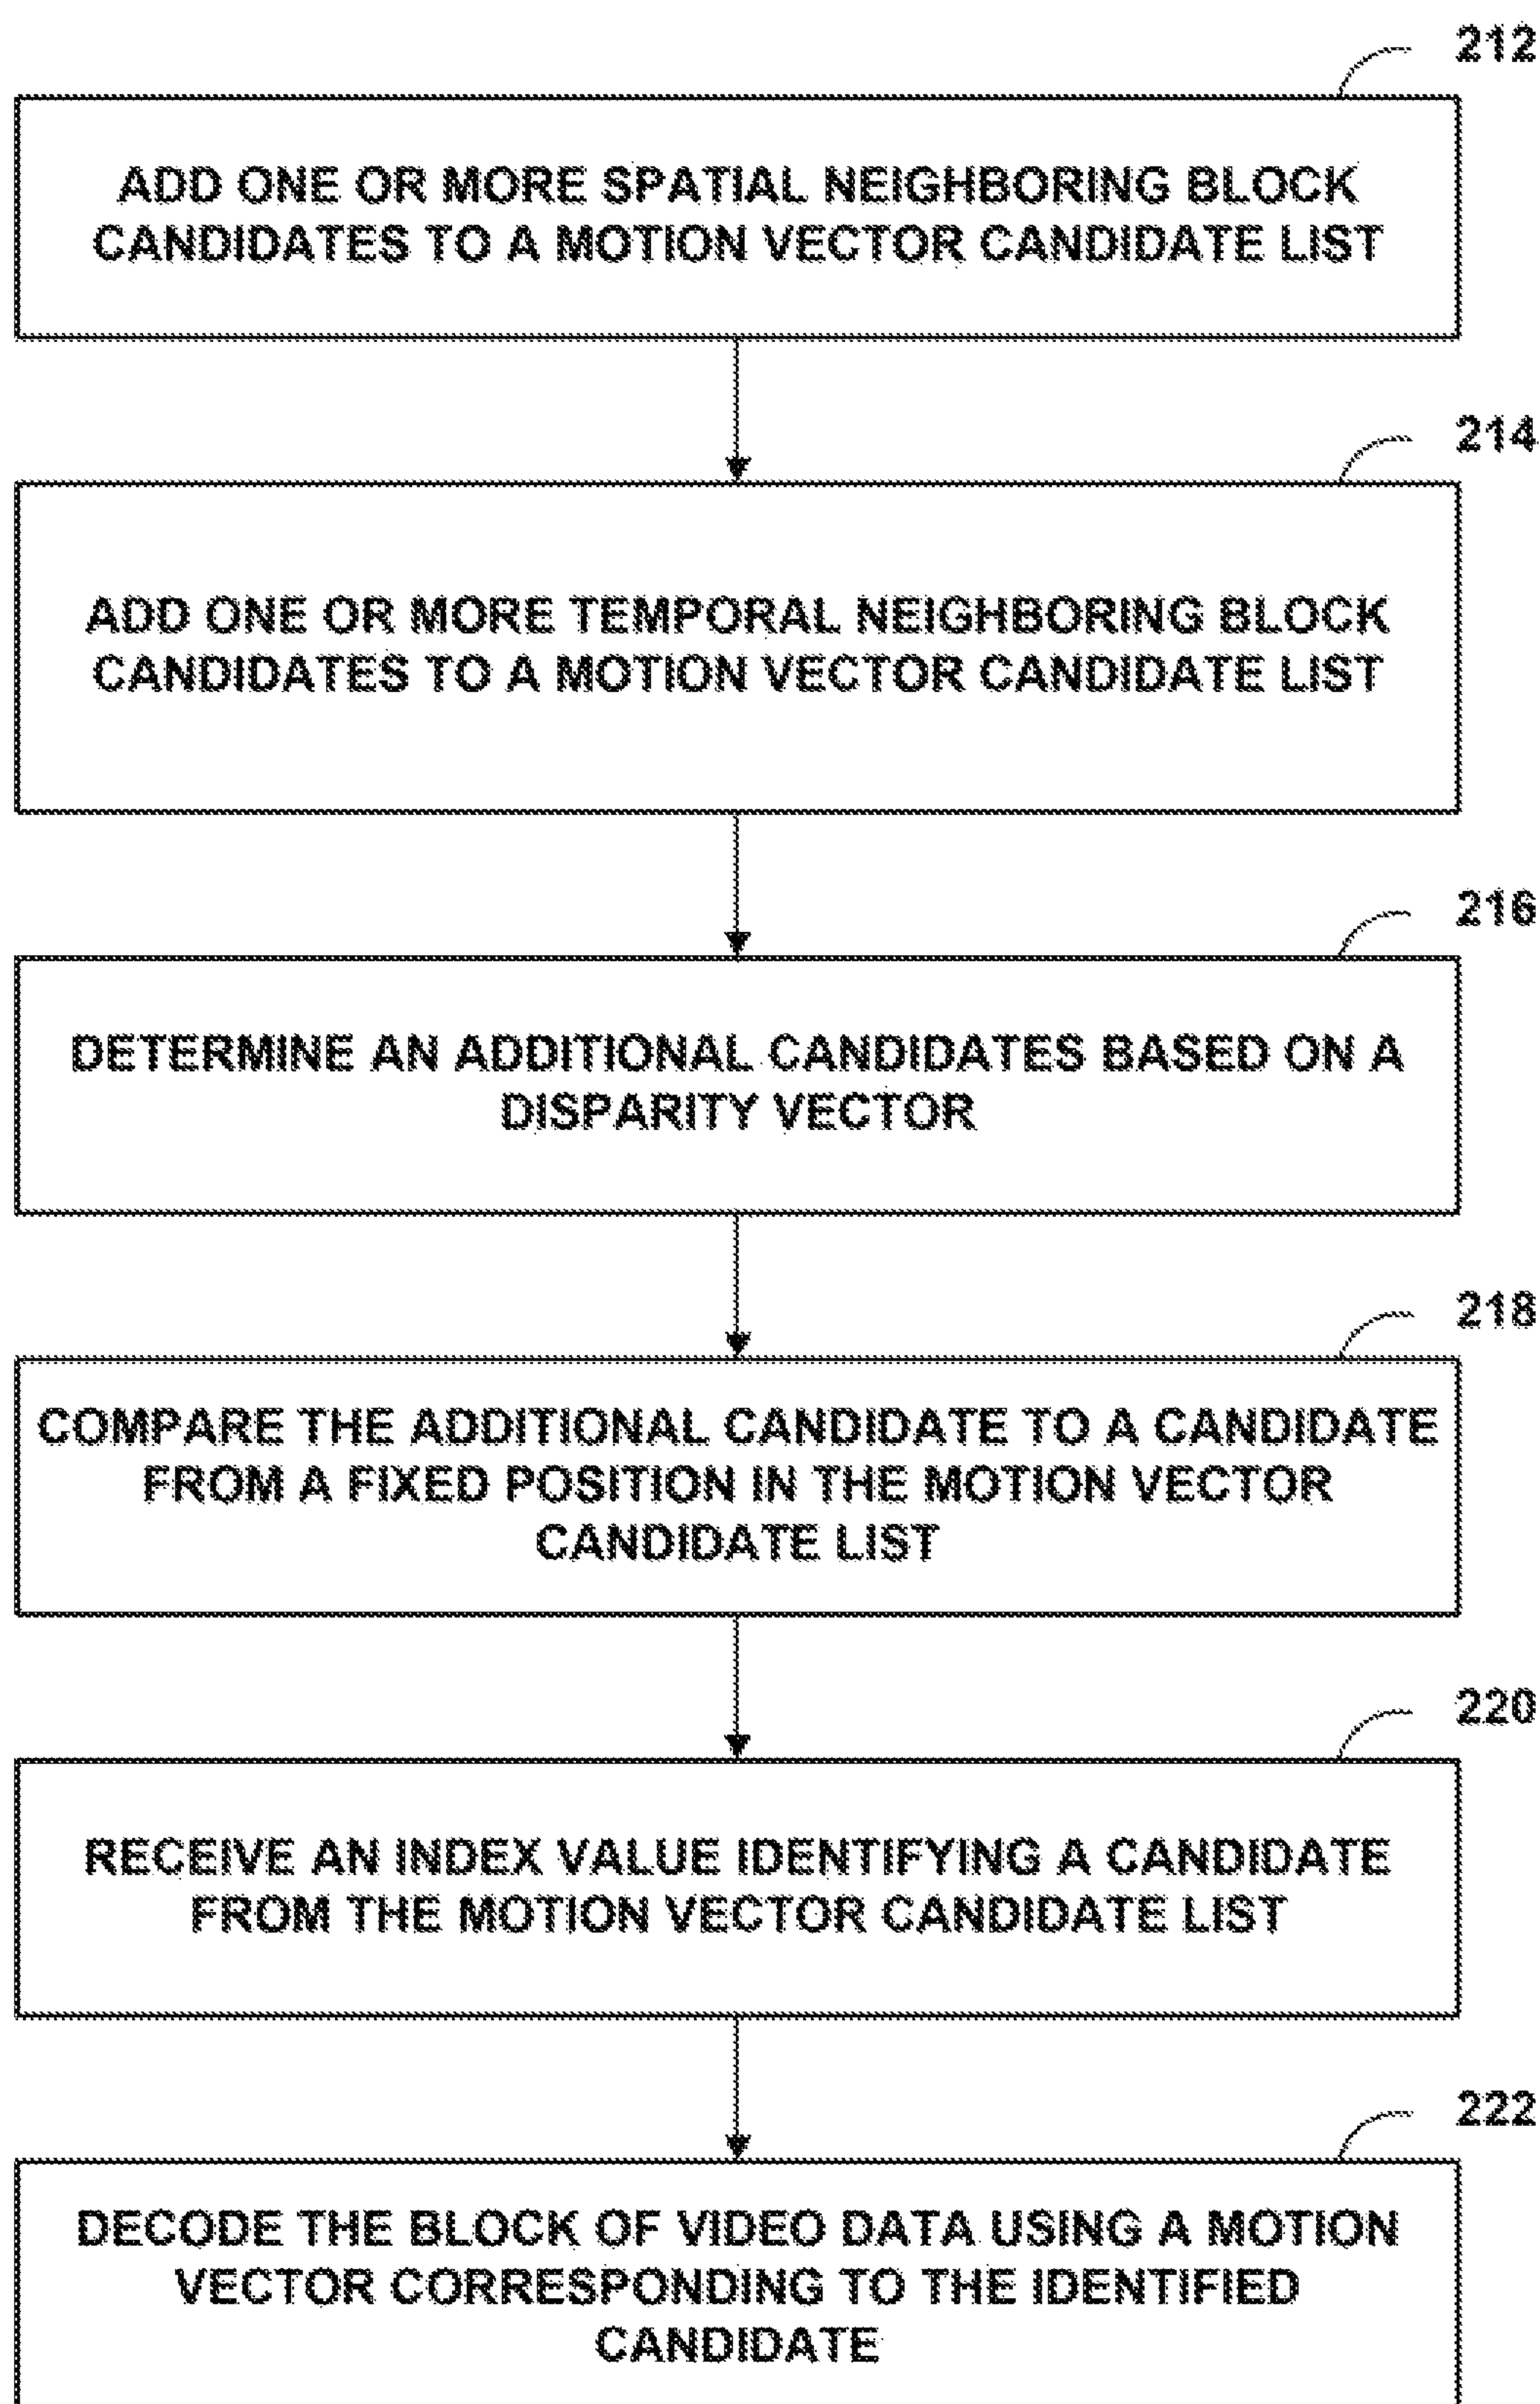 212
ADD ONE OR MORE SPATIAL NEIGHBORING BLOCK
CANDIDATES TO A MOTION VECTOR CANDIDATE LIST
214
ADD ONE OR MORE TEMPORAL NEIGHBORING BLOCK
CANDIDATES TO A MOTION VECTOR CANDIDATE LIST
216
DETERMINE AN ADDITIONAL CANDIDATES BASED ON A
DISPARITY VECTOR
218
COMPARE THE ADDITIONAL CANDIDATE TO A CANDIDATE
FROM A FIXED POSITION IN THE MOTION VECTOR
CANDIDATE LIST
220
RECEIVE AN INDEX VALUE IDENTIFYING A CANDIDATE
FROM THE MOTION VECTOR CANDIDATE LIST
222
DECODE THE BLOCK OF VIDEO DATA USING A MOTION
VECTOR CORRESPONDING TO THE IDENTIFIED
CANDIDATE